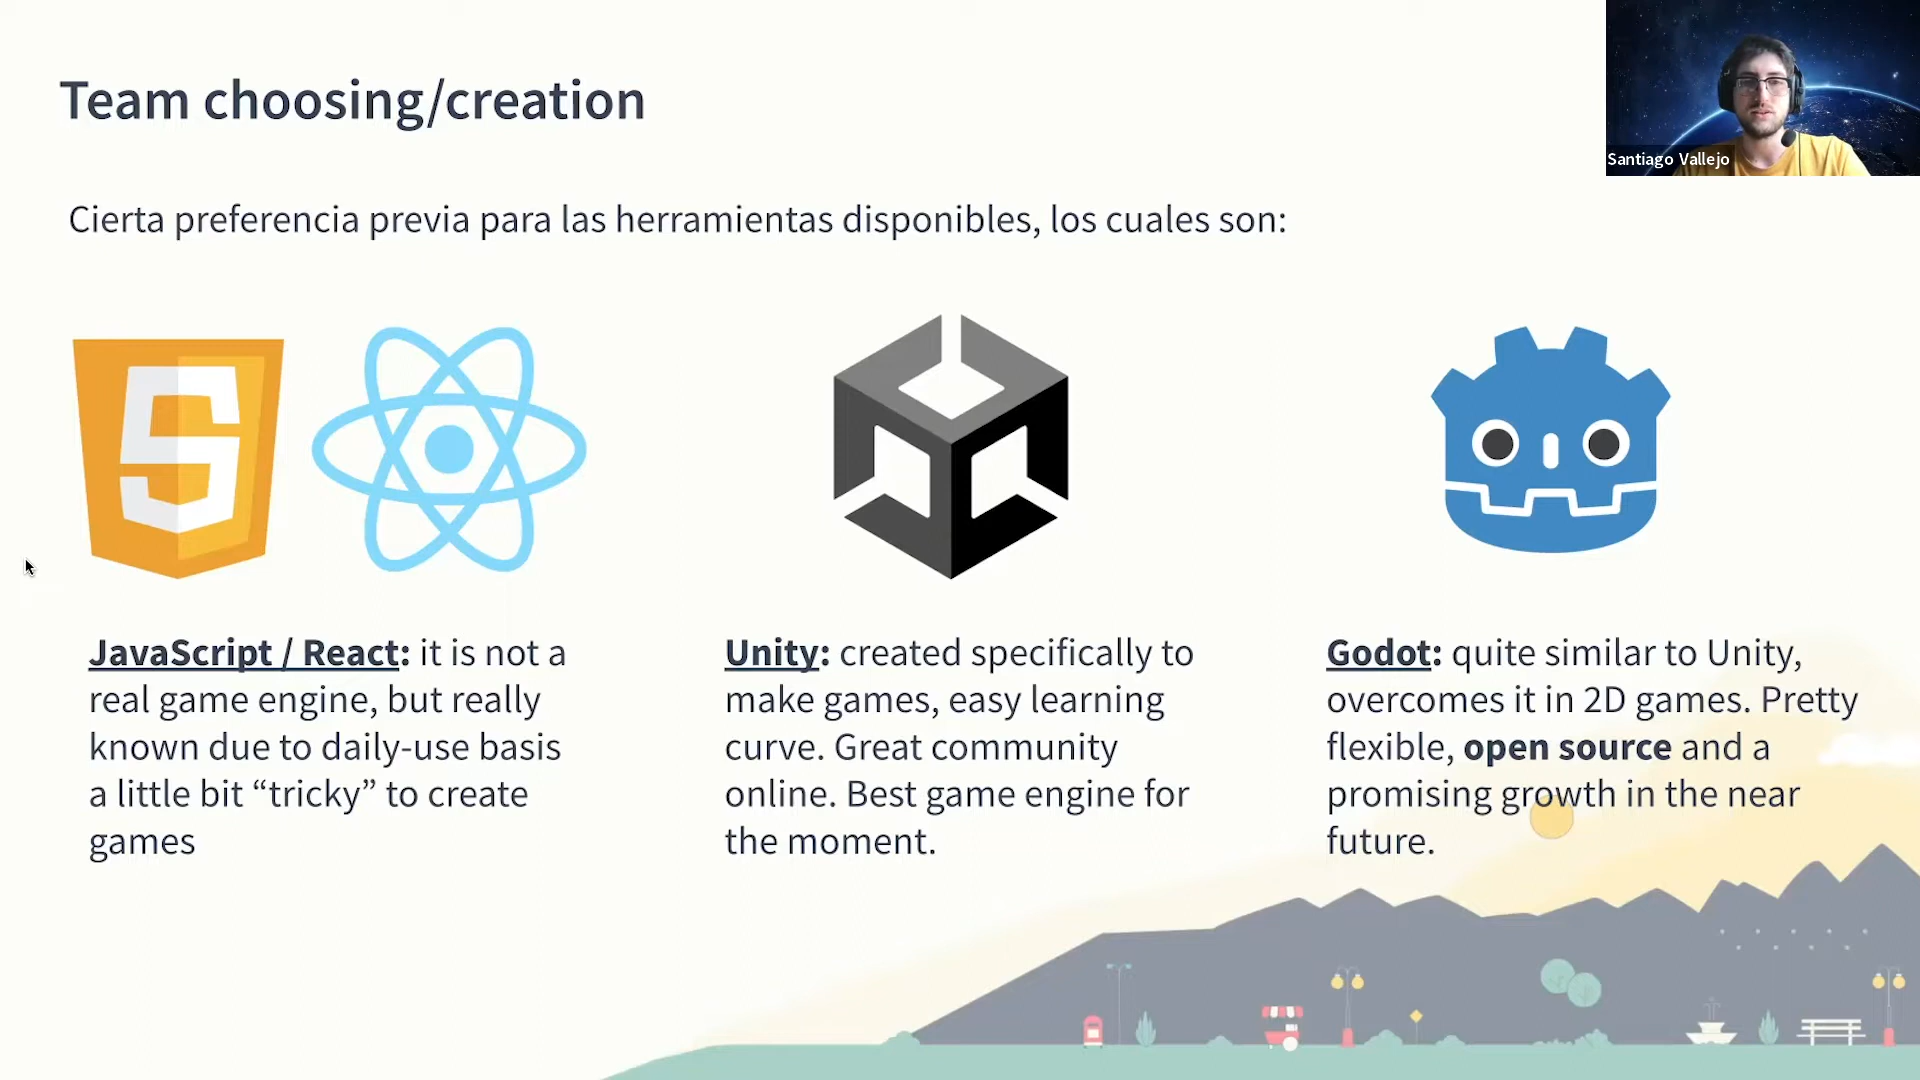 Team choosing/creation
Santiago Vallejo
Cierta preferencia previa para las herramientas disponibles, los cuales son:
JavaScript / React: it is not a
real game engine, but really
known due to daily-use basis
a little bit “tricky” to create
games
Unity: created specifically to
make games, easy learning
curve. Great community
online. Best game engine for
the moment.
Godot: quite similar to Unity,
overcomes it in 2D games. Pretty
flexible, open source and a
promising growth in the near
future.